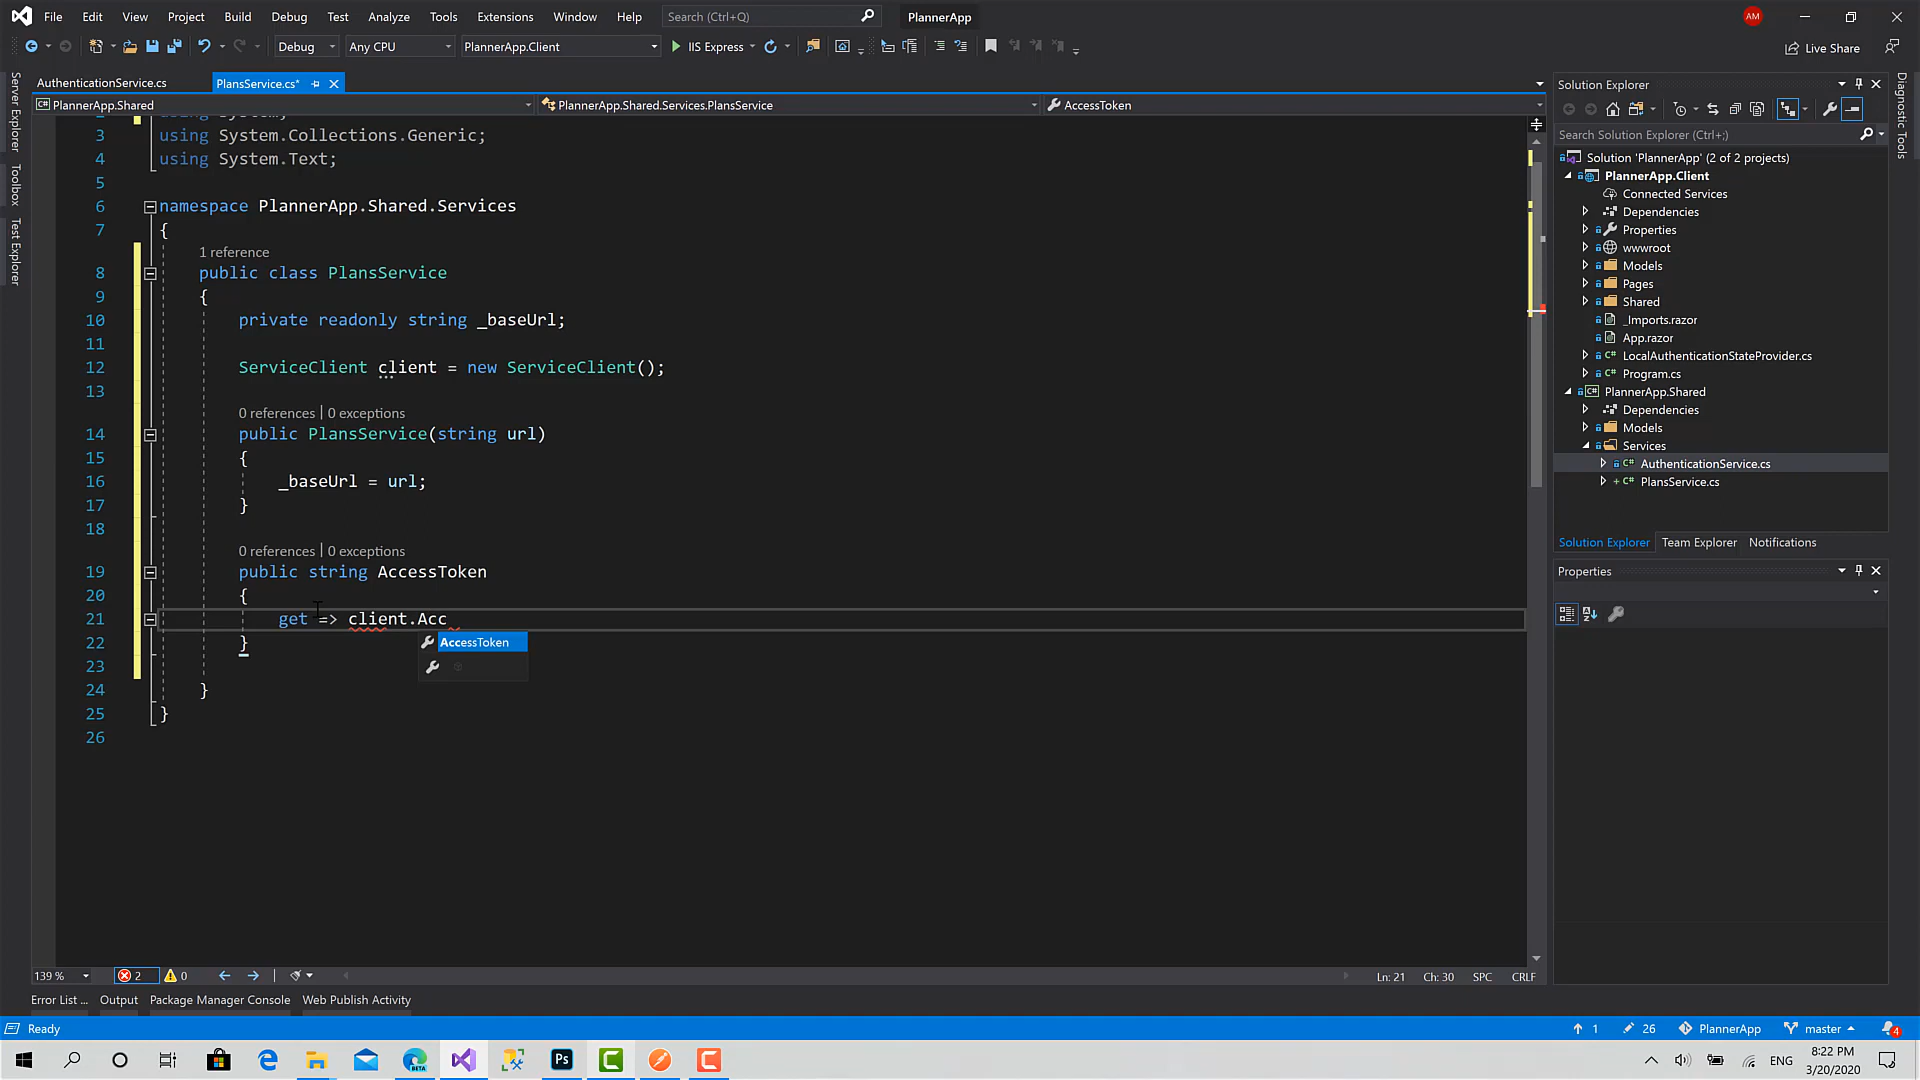 File Edit View Project Build Debug Test Analyze Tools Extensions Window Help Search (Ctrl+Q) PlannerApp AM
Debug Any CPU PlannerApp.Client IIS Express Live Share
AuthenticationService.cs PlansService.cs*
PlannerApp.Shared PlannerApp.Shared.Services.PlansService AccessToken
3 using System.Collections.Generic;
4 using System.Text;
5
6 namespace PlannerApp.Shared.Services
7 {
1 reference
8 public class PlansService
9 {
10 private readonly string _baseUrl;
11
12 ServiceClient client = new ServiceClient();
13
0 references | 0 exceptions
14 public PlansService(string url)
15 {
16 _baseUrl = url;
17 }
18
0 references | 0 exceptions
19 public string AccessToken
20 {
21 get => client.Acc
22 }
AccessToken
23
24 }
25 }
26
139 % 2 0 Ln: 21 Ch: 30 SPC CRLF
Error List ... Output Package Manager Console Web Publish Activity
Ready 1 26 PlannerApp master 4
Server Explorer
Toolbox
Test Explorer
Solution Explorer
Search Solution Explorer (Ctrl+;)
Solution 'PlannerApp' (2 of 2 projects)
PlannerApp.Client
Connected Services
Dependencies
Properties
wwwroot
Models
Pages
Shared
_Imports.razor
App.razor
LocalAuthenticationStateProvider.cs
Program.cs
PlannerApp.Shared
Dependencies
Models
Services
AuthenticationService.cs
PlansService.cs
Solution Explorer Team Explorer Notifications
Properties
Diagnostic Tools
BETA Ps ENG 8:22 PM
3/20/2020